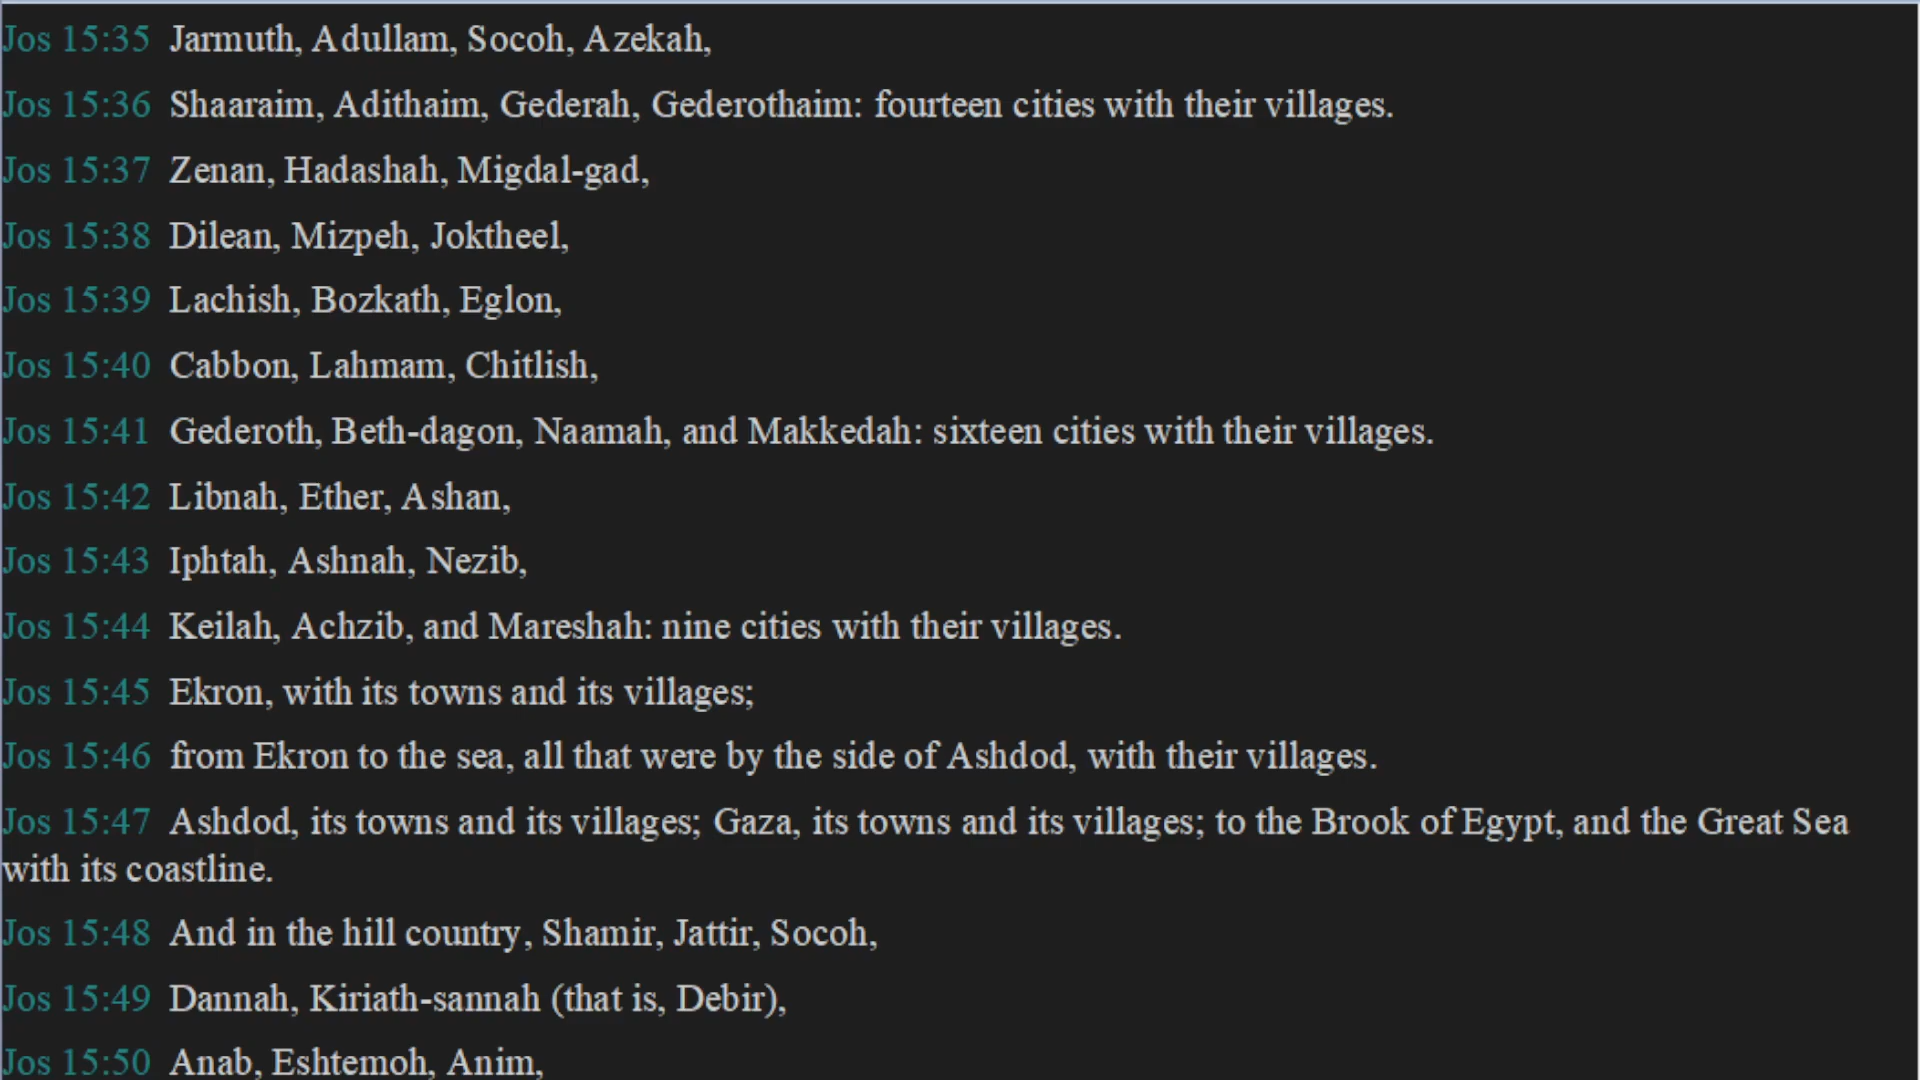 Jos 15:35 Jarmuth, Adullam, Socoh, Azekah,
Jos 15:36 Shaaraim, Adithaim, Gederah, Gederothaim: fourteen cities with their villages.
Jos 15:37 Zenan, Hadashah, Migdal-gad,
Jos 15:38 Dilean, Mizpeh, Joktheel,
Jos 15:39 Lachish, Bozkath, Eglon,
Jos 15:40 Cabbon, Lahmam, Chitlish,
Jos 15:41 Gederoth, Beth-dagon, Naamah, and Makkedah: sixteen cities with their villages.
Jos 15:42 Libnah, Ether, Ashan,
Jos 15:43 Iphtah, Ashnah, Nezib,
Jos 15:44 Keilah, Achzib, and Mareshah: nine cities with their villages.
Jos 15:45 Ekron, with its towns and its villages;
Jos 15:46 from Ekron to the sea, all that were by the side of Ashdod, with their villages.
Jos 15:47 Ashdod, its towns and its villages; Gaza, its towns and its villages; to the Brook of Egypt, and the Great Sea
with its coastline.
Jos 15:48 And in the hill country, Shamir, Jattir, Socoh,
Jos 15:49 Dannah, Kiriath-sannah (that is, Debir),
Jos 15:50 Anab, Eshtemoh, Anim,